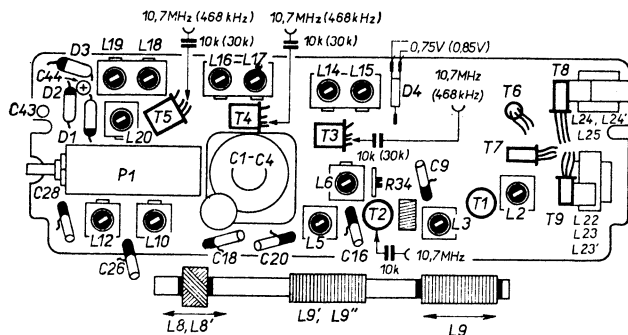 10,7MHz (468kHz)
10,7MHz (468kHz)
10k (30k)
10k (30k)
0,75V (0,85V)
D3
L19
L18
L16
L17
L14
L15
D4
10,7MHz
(468kHz)
T6
T8
C44
D2
C43
D1
L20
T5
T4
T3
T7
L24, L24'
L25
10k (30k)
P1
C1-C4
L6
R34
C9
T2
T1
L2
T9
C28
L12
L10
C26
C18
C20
L5
C16
L3
L22
L23
L23'
10k
10,7MHz
L8, L8'
L9', L9"
L9